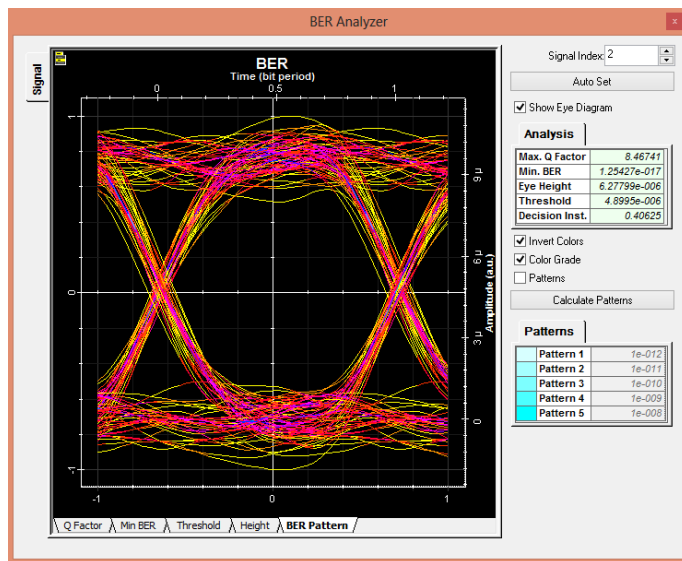 BER Analyzer
x
Signal
BER
Time (bit period)
0 0.5 1
1
0
-1
9 µ
6 µ
3 µ
0
Amplitude (a.u.)
-1 0 1
Q Factor Min BER Threshold Height BER Pattern
Signal Index: 2
Auto Set
Show Eye Diagram
Analysis
Max. Q Factor 8.46741
Min. BER 1.25427e-017
Eye Height 6.27799e-006
Threshold 4.8995e-006
Decision Inst. 0.40625
Invert Colors
Color Grade
Patterns
Calculate Patterns
Patterns
Pattern 1 1e-012
Pattern 2 1e-011
Pattern 3 1e-010
Pattern 4 1e-009
Pattern 5 1e-008